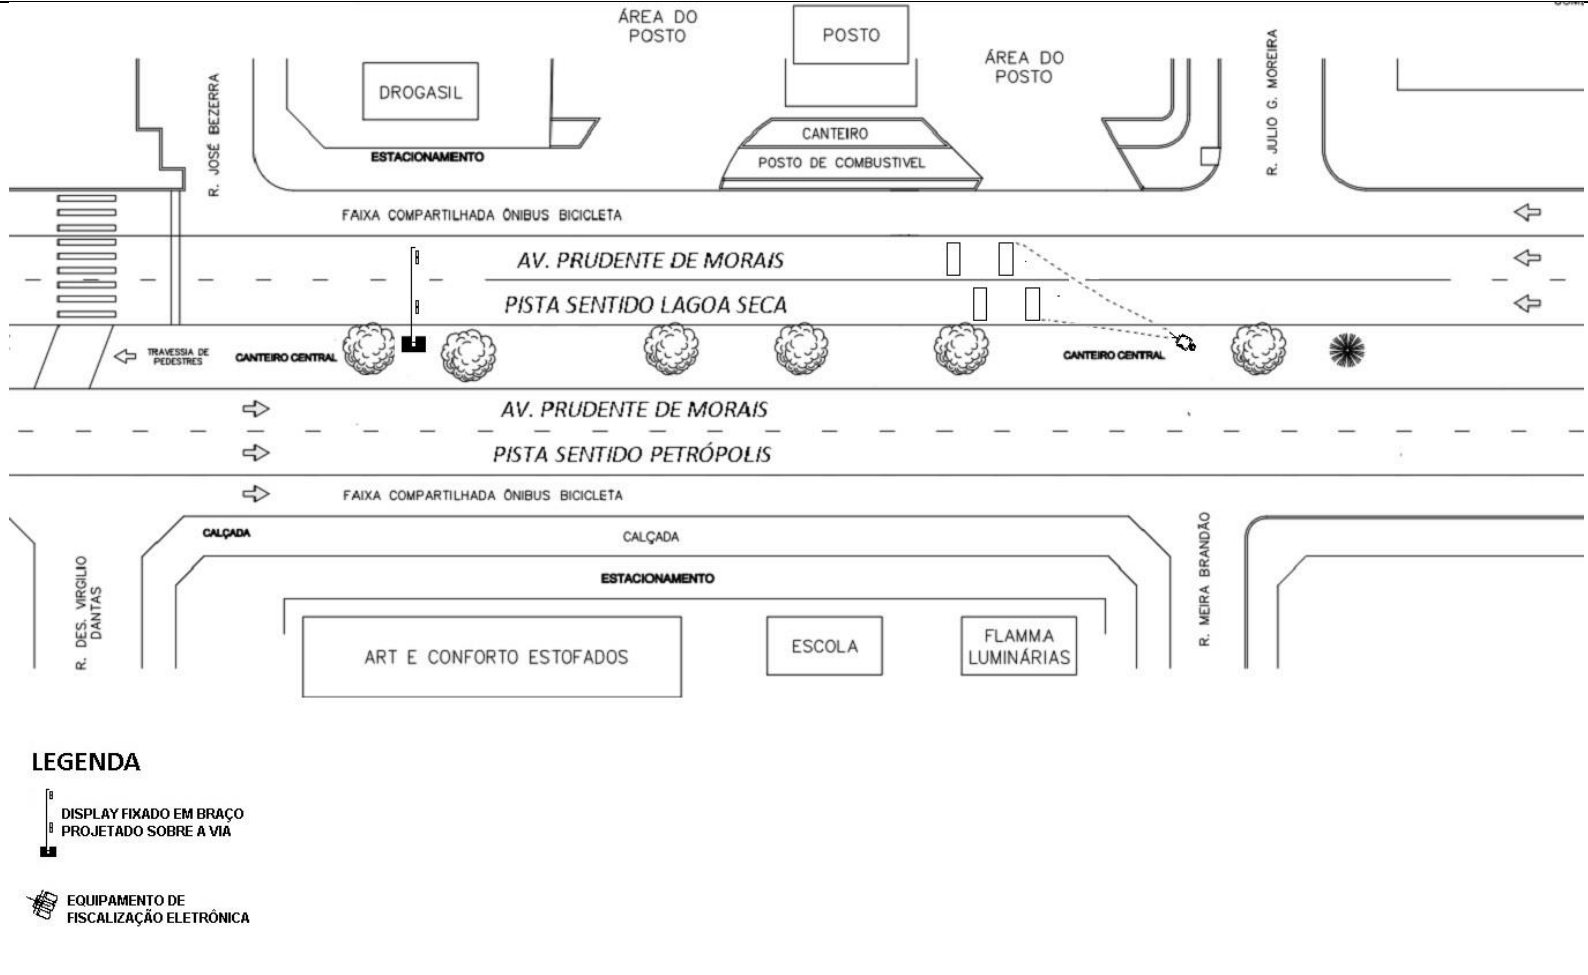 ÁREA DO
POSTO
POSTO
ÁREA DO
POSTO
R. JOSÉ BEZERRA
DROGASIL
R. JULIO G. MOREIRA
CANTEIRO
ESTACIONAMENTO
POSTO DE COMBUSTIVEL
FAIXA COMPARTILHADA ÔNIBUS BICICLETA
AV. PRUDENTE DE MORAIS
PISTA SENTIDO LAGOA SECA
TRAVESSIA DE
PEDESTRES
CANTEIRO CENTRAL
CANTEIRO CENTRAL
AV. PRUDENTE DE MORAIS
PISTA SENTIDO PETRÓPOLIS
FAIXA COMPARTILHADA ÔNIBUS BICICLETA
CALÇADA
CALÇADA
R. DES. VIRGILIO
DANTAS
ESTACIONAMENTO
R. MEIRA BRANDÃO
ART E CONFORTO ESTOFADOS
ESCOLA
FLAMMA
LUMINÁRIAS
LEGENDA
DISPLAY FIXADO EM BRAÇO
PROJETADO SOBRE A VIA
EQUIPAMENTO DE
FISCALIZAÇÃO ELETRÔNICA